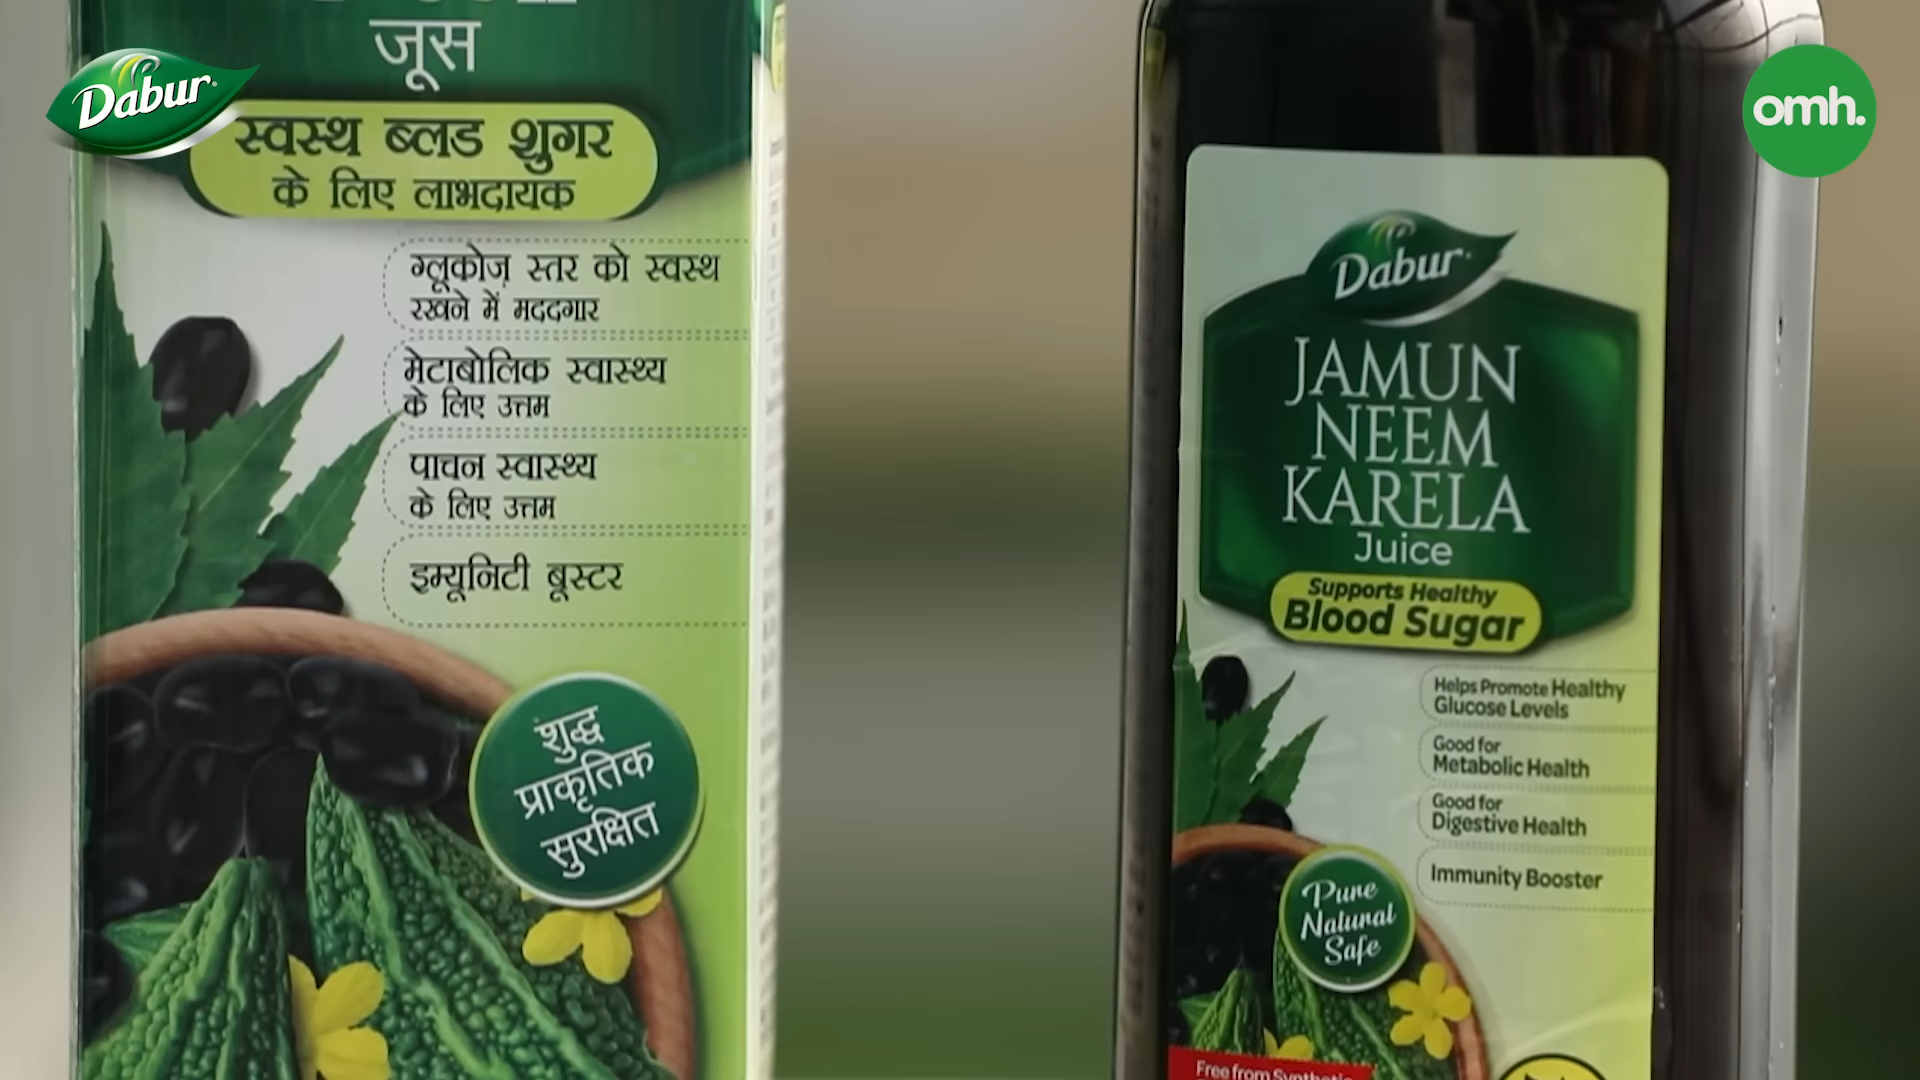 Dabur
जूस
स्वस्थ ब्लड शुगर
के लिए लाभदायक
ग्लूकोज़ स्तर को स्वस्थ
रखने में मददगार
मेटाबोलिक स्वास्थ्य
के लिए उत्तम
पाचन स्वास्थ्य
के लिए उत्तम
इम्यूनिटी बूस्टर
शुद्ध
प्राकृतिक
सुरक्षित
omh.
Dabur
JAMUN
NEEM
KARELA
Juice
Supports Healthy
Blood Sugar
Helps Promote Healthy
Glucose Levels
Good for
Metabolic Health
Good for
Digestive Health
Immunity Booster
Pure
Natural
Safe
Free from Synthetic